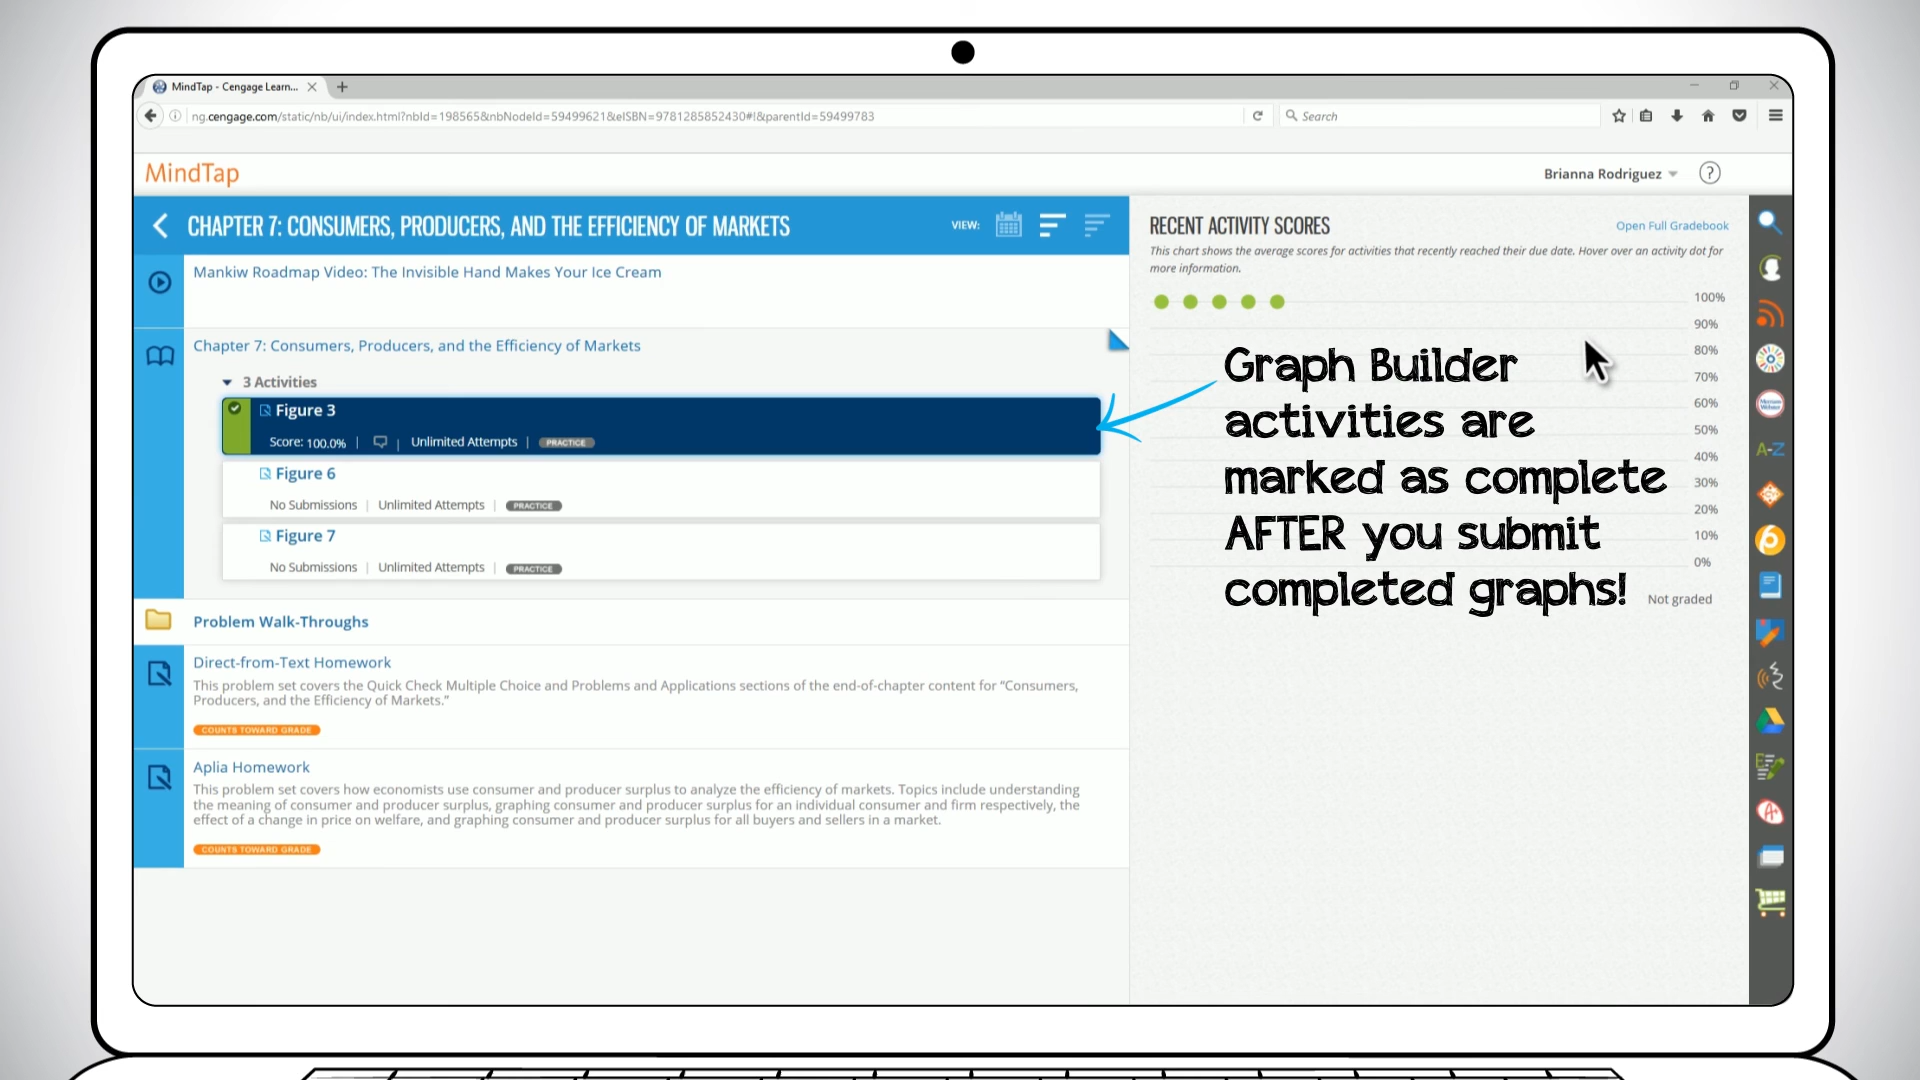 MindTap - Cengage Learn...
ng.cengage.com/static/nb/ui/index.html?nbId=198565&nbNodeId=59499621&eISBN=9781285852430#!&parentId=59499783
Search
MindTap
Brianna Rodriguez
?
CHAPTER 7: CONSUMERS, PRODUCERS, AND THE EFFICIENCY OF MARKETS
VIEW:
Mankiw Roadmap Video: The Invisible Hand Makes Your Ice Cream
Chapter 7: Consumers, Producers, and the Efficiency of Markets
3 Activities
Figure 3
Score: 100.0% | | Unlimited Attempts | PRACTICE
Figure 6
No Submissions | Unlimited Attempts | PRACTICE
Figure 7
No Submissions | Unlimited Attempts | PRACTICE
Problem Walk-Throughs
Direct-from-Text Homework
This problem set covers the Quick Check Multiple Choice and Problems and Applications sections of the end-of-chapter content for "Consumers,
Producers, and the Efficiency of Markets."
COUNTS TOWARD GRADE
Aplia Homework
This problem set covers how economists use consumer and producer surplus to analyze the efficiency of markets. Topics include understanding
the meaning of consumer and producer surplus, graphing consumer and producer surplus for an individual consumer and firm respectively, the
effect of a change in price on welfare, and graphing consumer and producer surplus for all buyers and sellers in a market.
COUNTS TOWARD GRADE
RECENT ACTIVITY SCORES
Open Full Gradebook
This chart shows the average scores for activities that recently reached their due date. Hover over an activity dot for
more information.
100%
90%
80%
70%
60%
50%
40%
30%
20%
10%
0%
Not graded
Graph Builder
activities are
marked as complete
AFTER you submit
completed graphs!
A-Z
A+